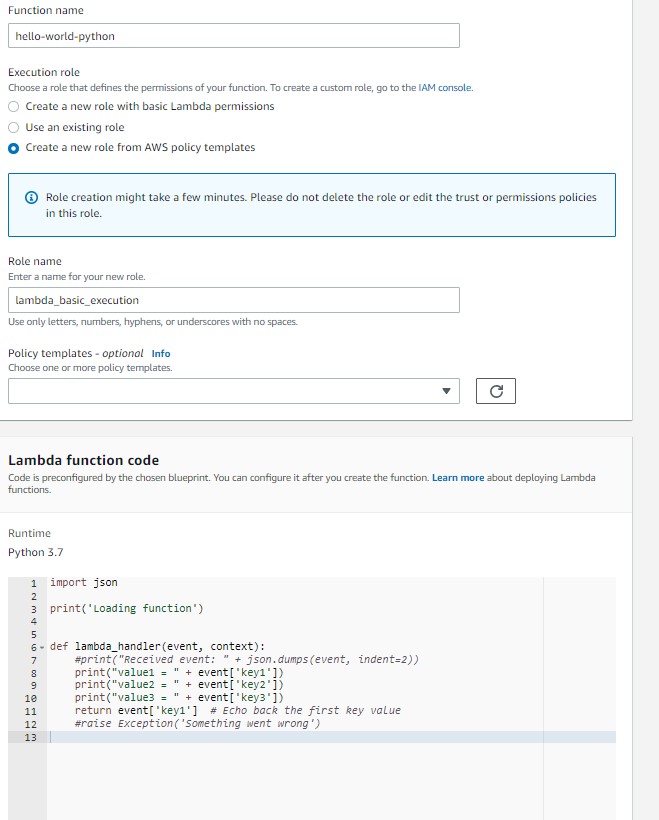 Function name
hello-world-python
Execution role
Choose a role that defines the permissions of your function. To create a custom role, go to the IAM console.
Create a new role with basic Lambda permissions
Use an existing role
Create a new role from AWS policy templates
Role creation might take a few minutes. Please do not delete the role or edit the trust or permissions policies
in this role.
Role name
Enter a name for your new role.
lambda_basic_execution
Use only letters, numbers, hyphens, or underscores with no spaces.
Policy templates - optional Info
Choose one or more policy templates.
Lambda function code
Code is preconfigured by the chosen blueprint. You can configure it after you create the function. Learn more about deploying Lambda
functions.
Runtime
Python 3.7
1 import json
2
3 print('Loading function')
4
5
6 def lambda_handler(event, context):
7 #print("Received event: " + json.dumps(event, indent=2))
8 print("value1 = " + event['key1'])
9 print("value2 = " + event['key2'])
10 print("value3 = " + event['key3'])
11 return event['key1'] # Echo back the first key value
12 #raise Exception('Something went wrong')
13